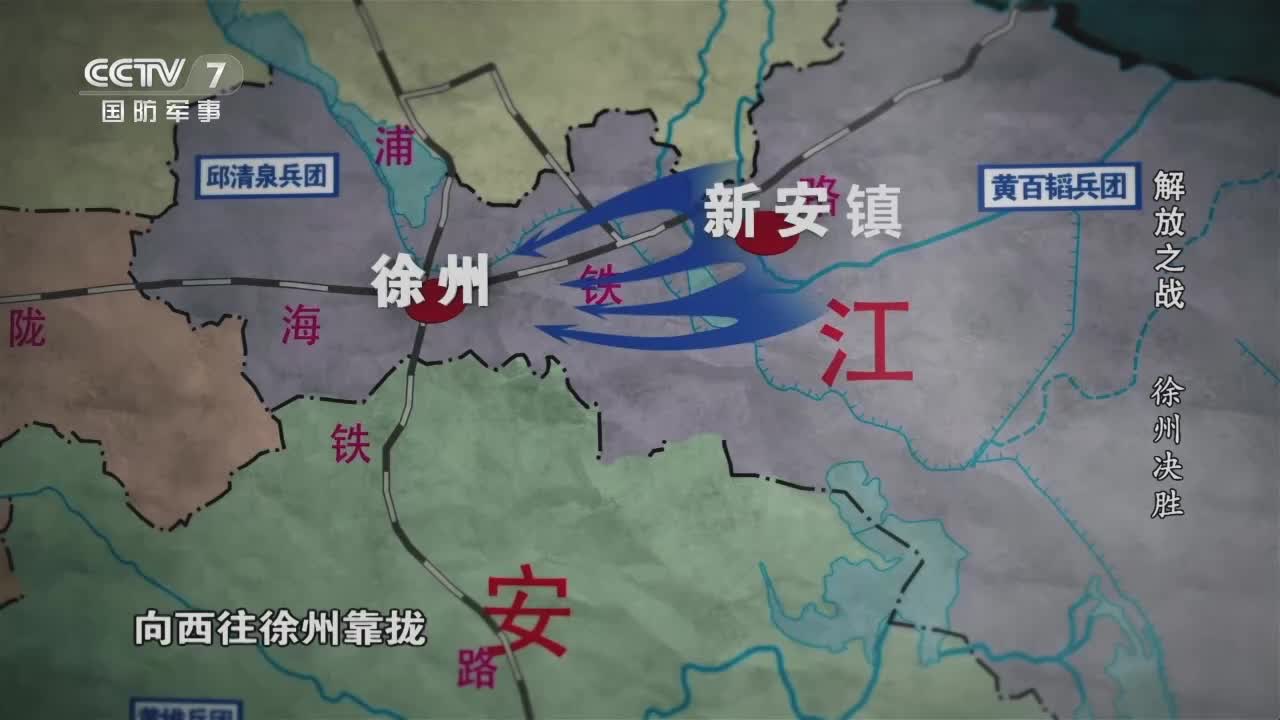 CCTV 7
国防军事
浦
邱清泉兵团
新安镇
路
黄百韬兵团
解放之战 徐州决胜
徐州
铁
陇
海
江
铁
安
向西往徐州靠拢
路
黄维兵团